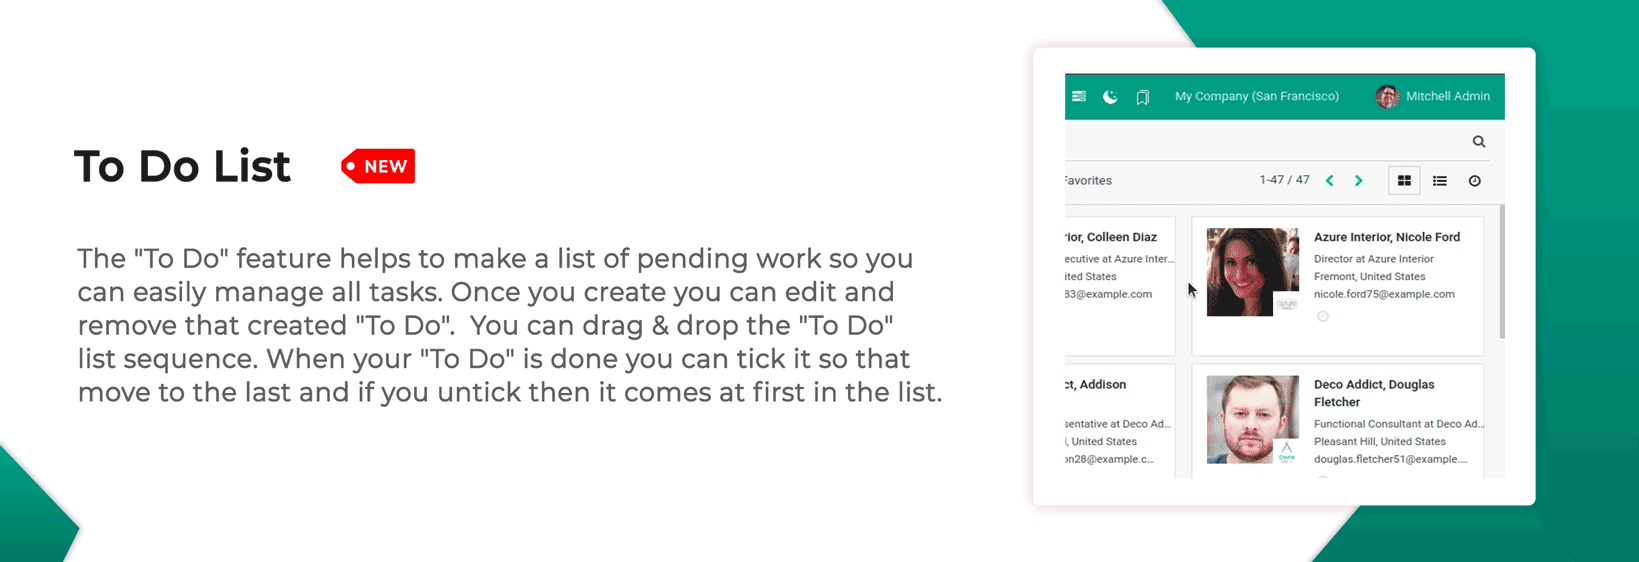 To Do List
NEW
The "To Do" feature helps to make a list of pending work so you
can easily manage all tasks. Once you create you can edit and
remove that created "To Do".  You can drag & drop the "To Do"
list sequence. When your "To Do" is done you can tick it so that
move to the last and if you untick then it comes at first in the list.
My Company (San Francisco)
Mitchell Admin
Favorites
1-47 / 47
rior, Colleen Diaz
ecutive at Azure Inter...
ited States
83@example.com
Azure Interior, Nicole Ford
Director at Azure Interior
Fremont, United States
nicole.ford75@example.com
azure
ct, Addison
sentative at Deco Ad...
l, United States
on28@example.c...
Deco Addict, Douglas
Fletcher
Functional Consultant at Deco Ad...
Pleasant Hill, United States
douglas.fletcher51@example....
Deco